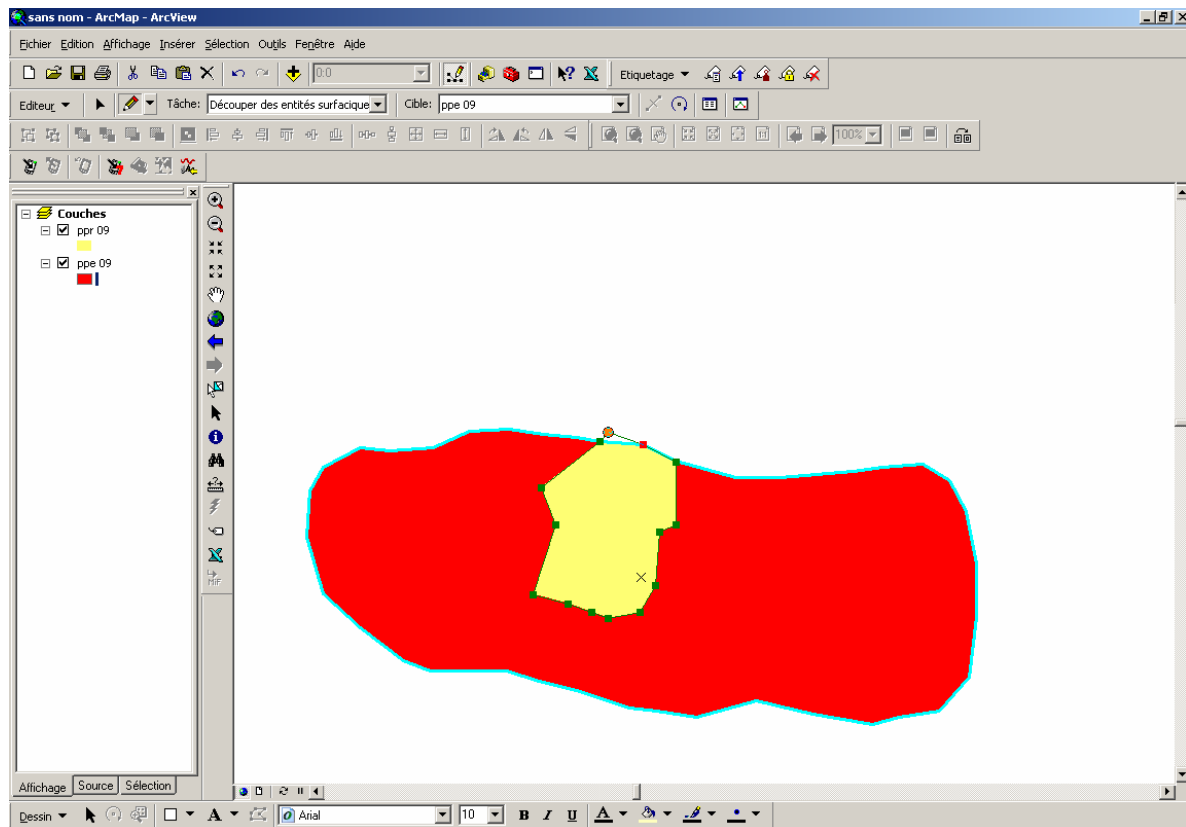 sans nom - ArcMap - ArcView
Fichier Edition Affichage Insérer Sélection Outils Fenêtre Aide
0:0 Etiquetage
Editeur Tâche: Découper des entités surfacique Cible: ppe 09
100%
Couches
ppr 09
ppe 09
MIF
Affichage Source Sélection
Dessin A Arial 10 B I U A